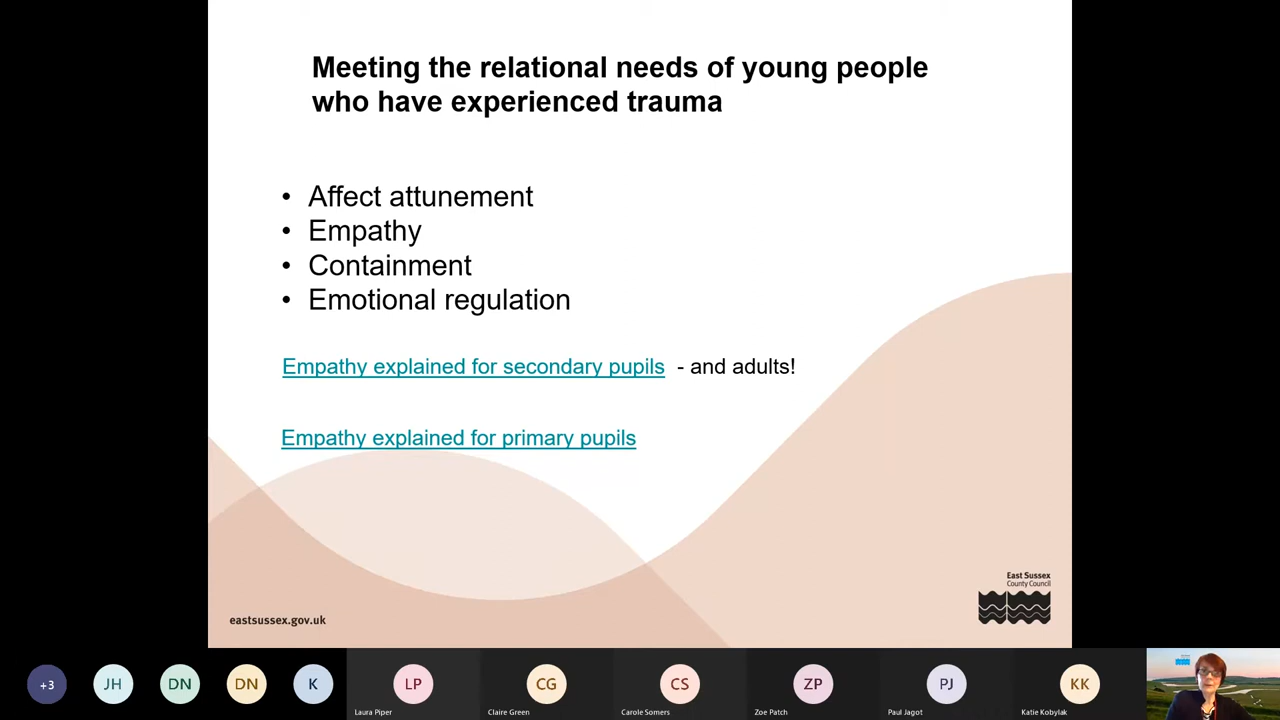 Meeting the relational needs of young people
who have experienced trauma
• Affect attunement
• Empathy
• Containment
• Emotional regulation
Empathy explained for secondary pupils - and adults!
Empathy explained for primary pupils
East Sussex
County Council
eastsussex.gov.uk
+3
JH
DN
DN
K
LP
CG
CS
ZP
PJ
KK
Laura Piper
Claire Green
Carole Somers
Zoe Patch
Paul Jagot
Katie Kobylak